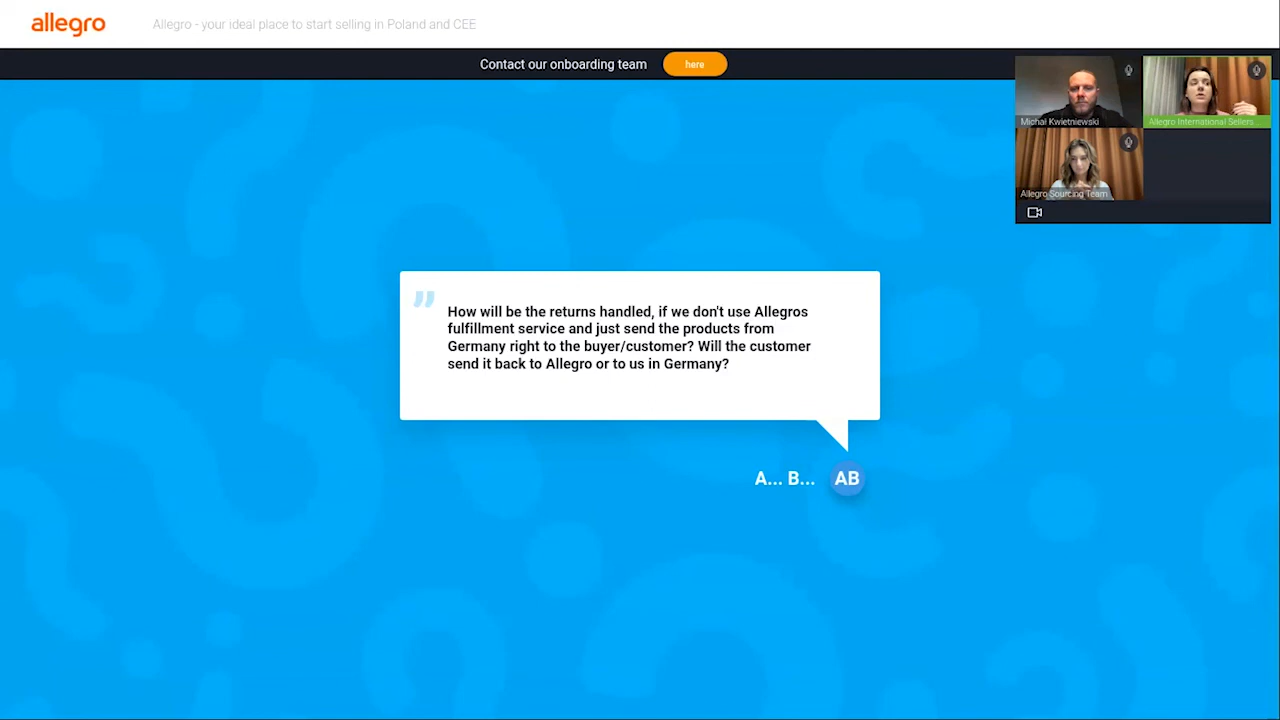 allegro
Allegro - your ideal place to start selling in Poland and CEE
Contact our onboarding team
here
Michał Kwietniewski
Allegro International Sellers ...
Allegro Sourcing Team
How will be the returns handled, if we don't use Allegros
fulfillment service and just send the products from
Germany right to the buyer/customer? Will the customer
send it back to Allegro or to us in Germany?
A... B...
AB